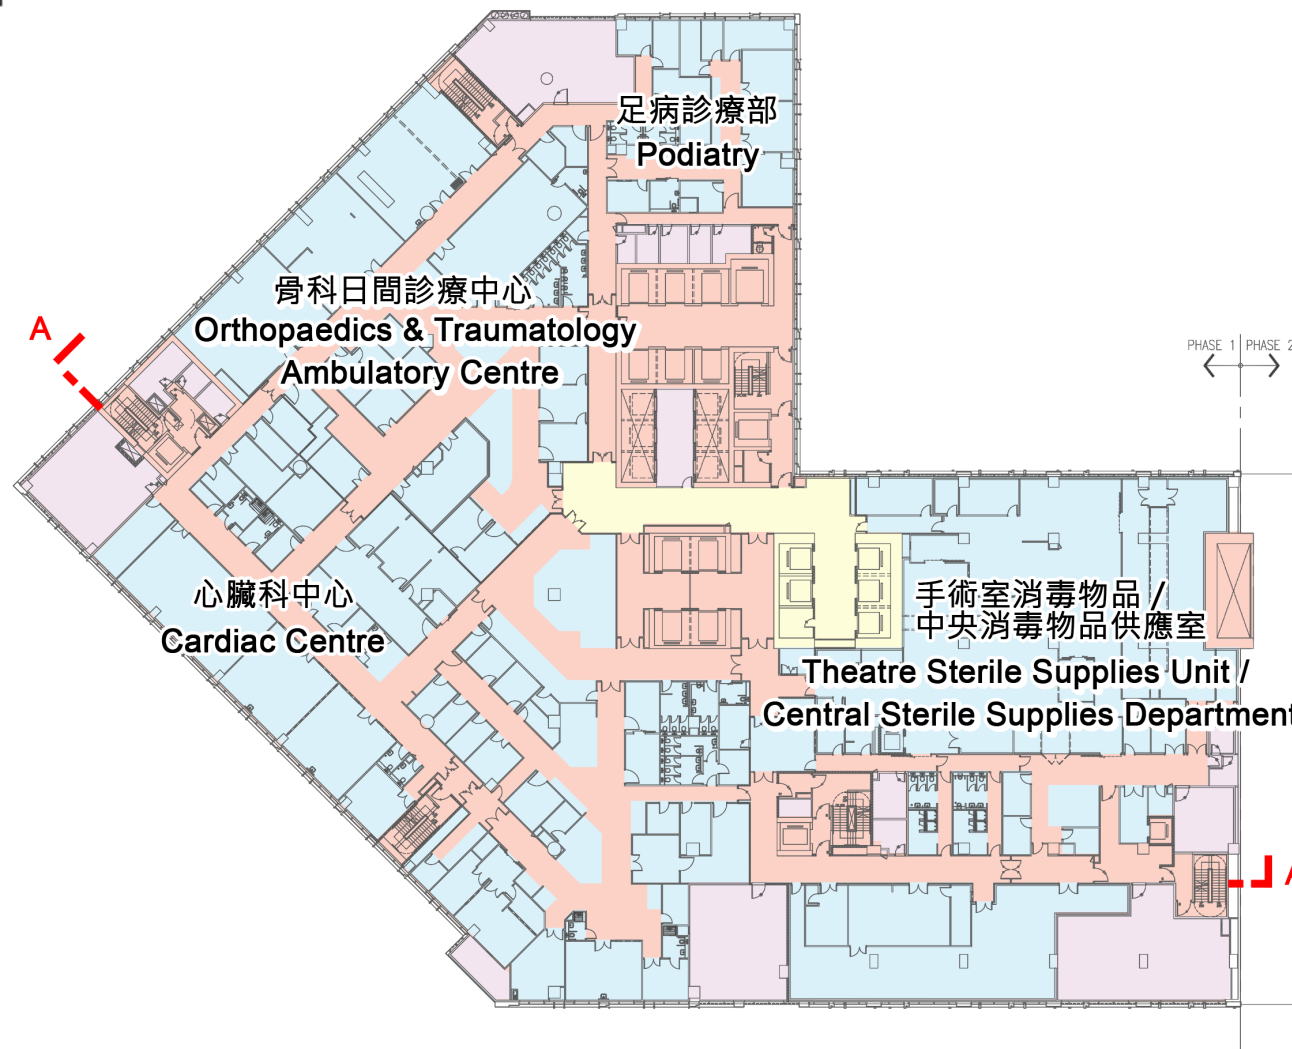 足病診療部
Podiatry
骨科日間診療中心
Orthopaedics & Traumatology
Ambulatory Centre
A
PHASE 1
PHASE 2
心臟科中心
Cardiac Centre
手術室消毒物品 /
中央消毒物品供應室
Theatre Sterile Supplies Unit /
Central Sterile Supplies Department
A